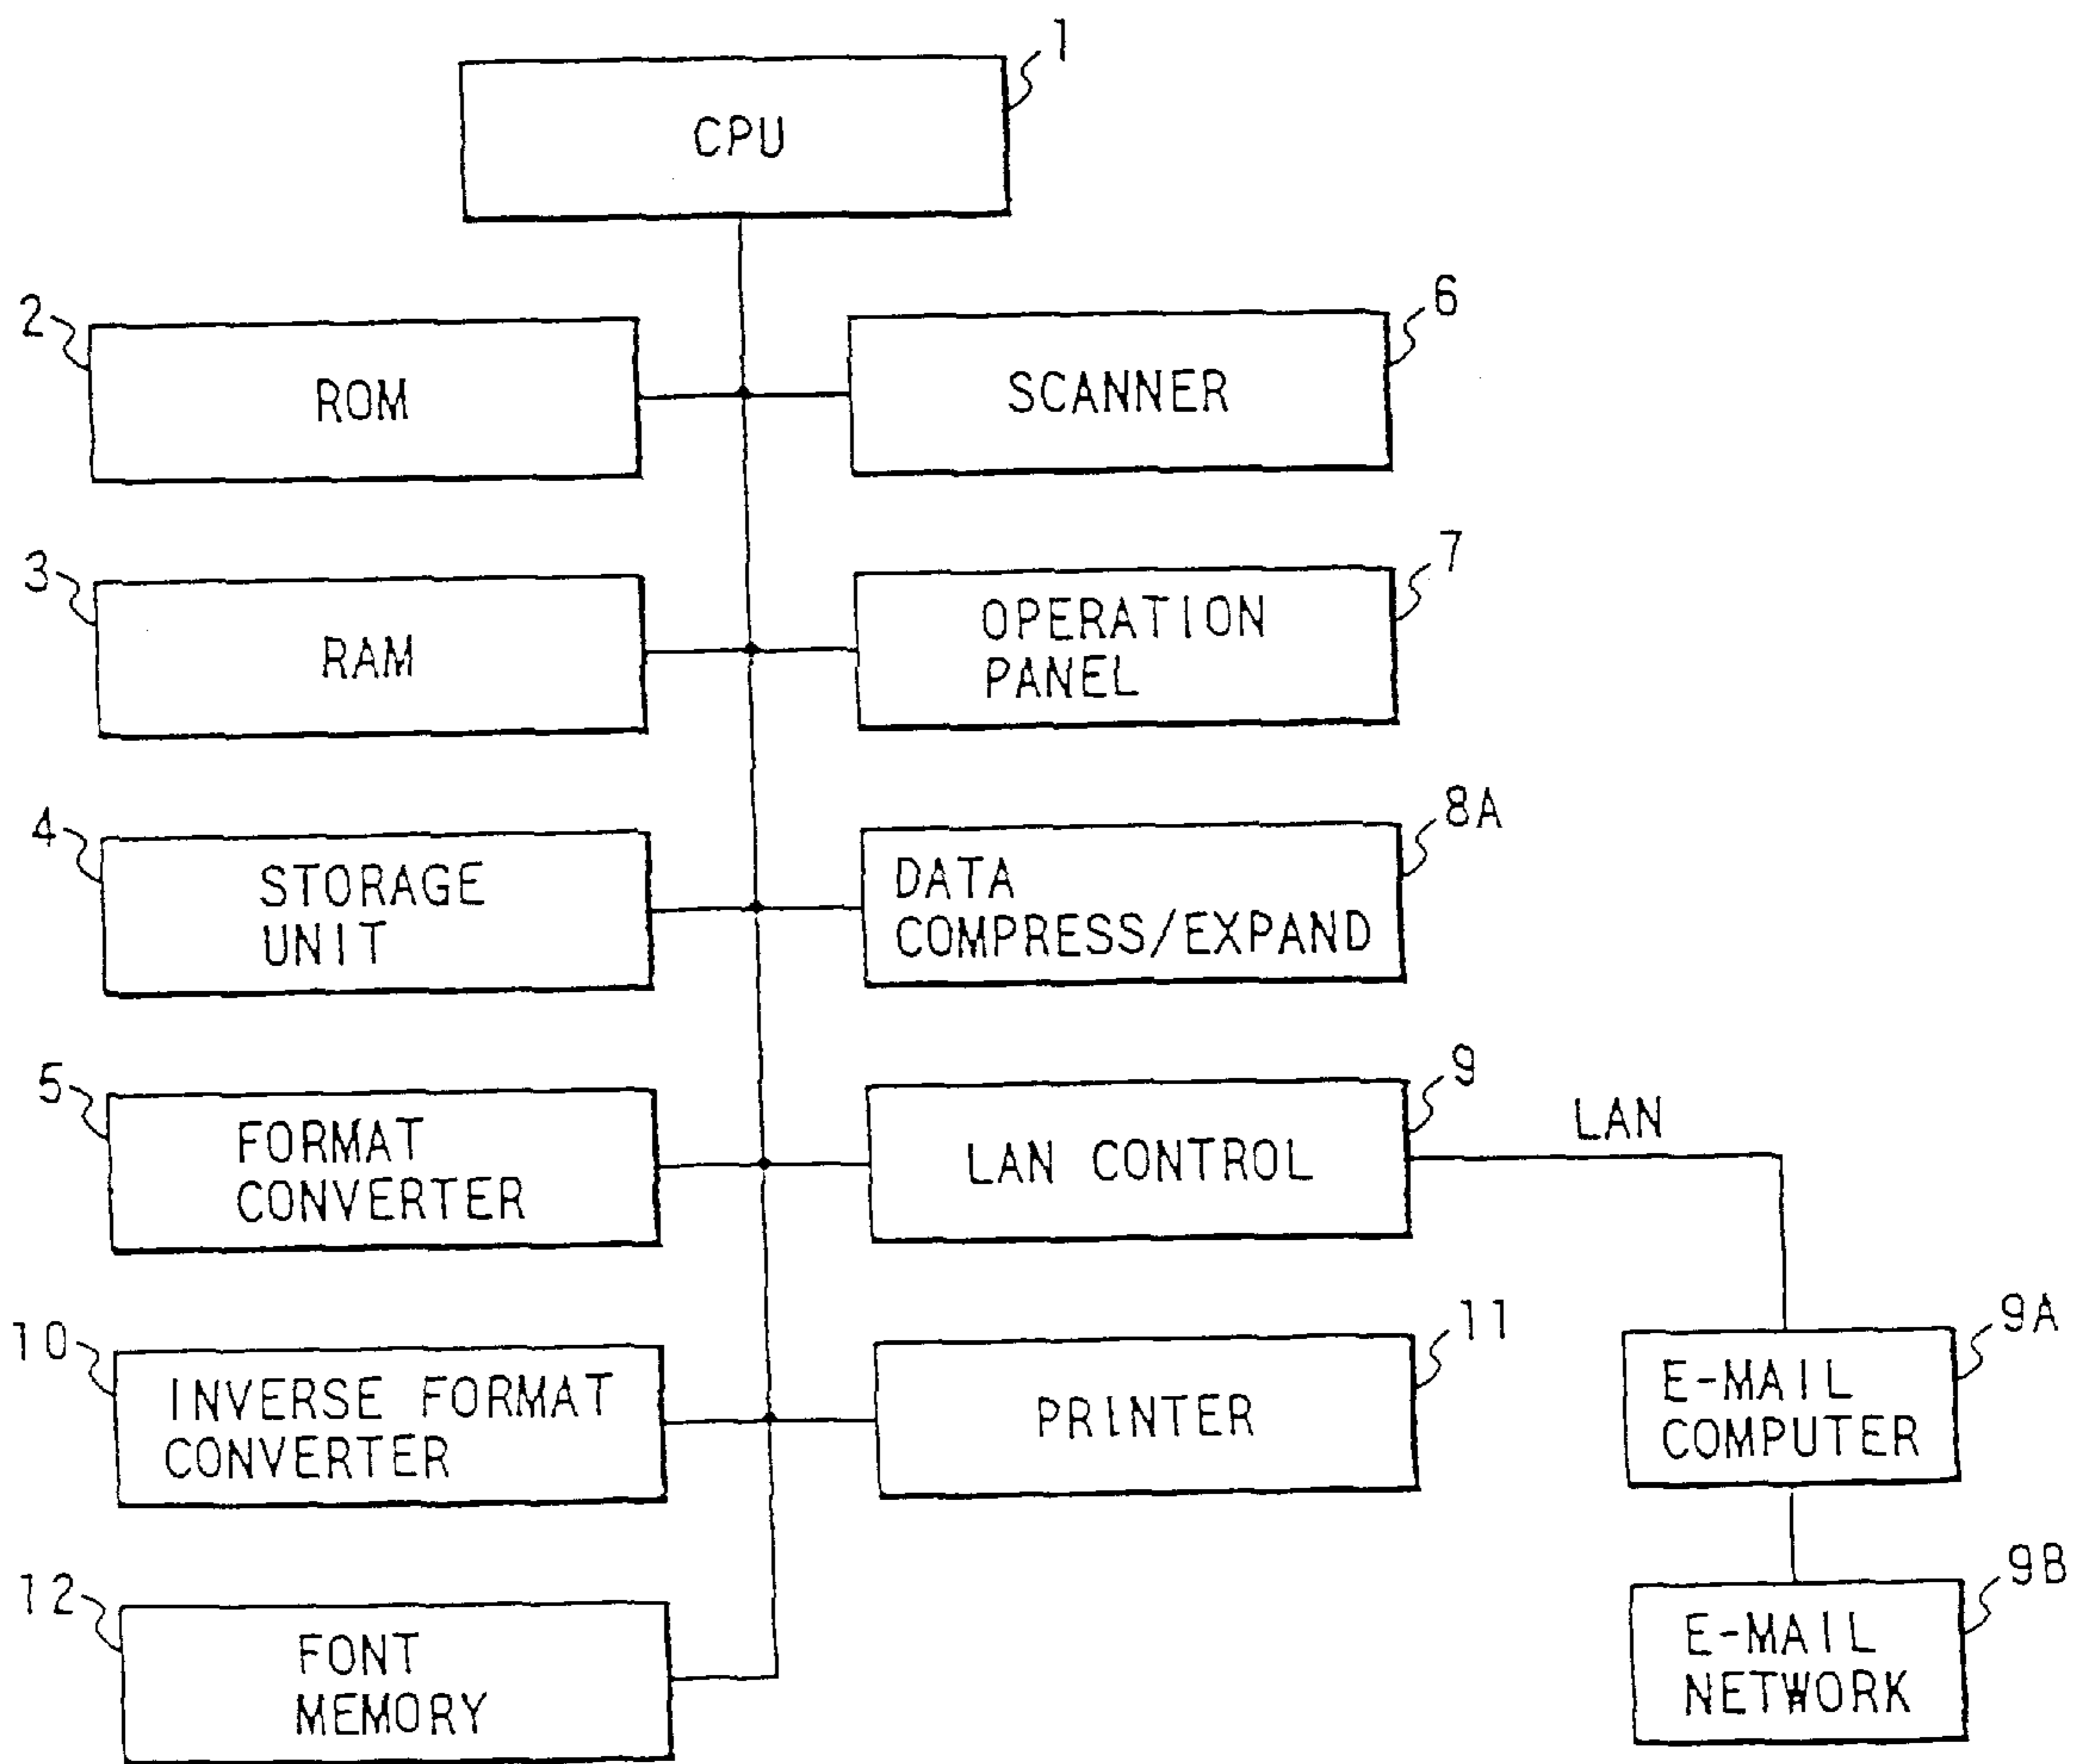 1
CPU
2
ROM
6
SCANNER
3
RAM
7
OPERATION
PANEL
4
STORAGE
UNIT
8A
DATA
COMPRESS/EXPAND
5
FORMAT
CONVERTER
9
LAN CONTROL
LAN
10
INVERSE FORMAT
CONVERTER
11
PRINTER
9A
E-MAIL
COMPUTER
12
FONT
MEMORY
9B
E-MAIL
NETWORK